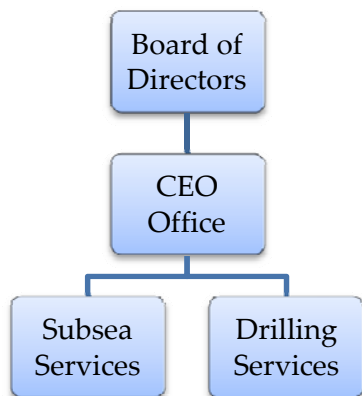 Board of
Directors
CEO
Office
Subsea
Services
Drilling
Services